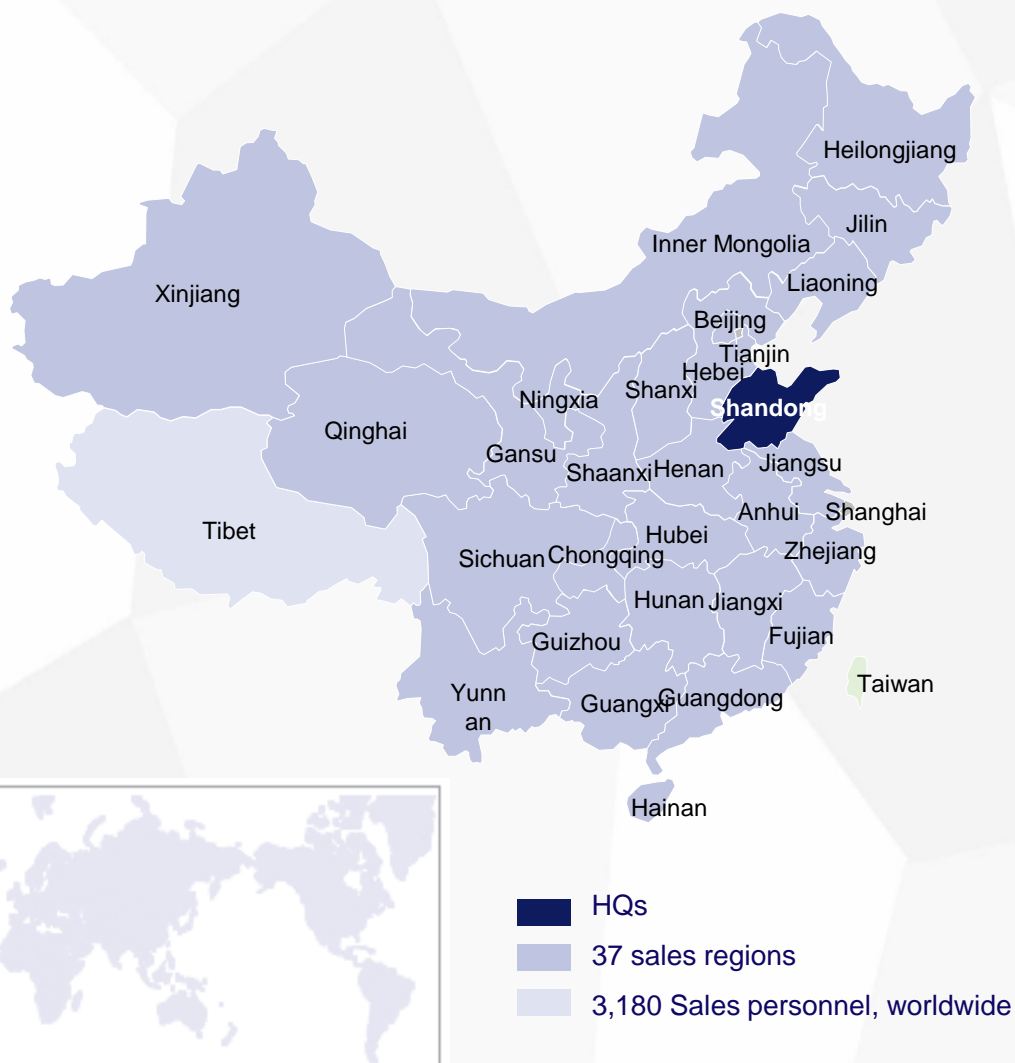 Heilongjiang
Jilin
Inner Mongolia
Liaoning
Xinjiang
Beijing
Tianjin
Hebei
Shanxi
Ningxia
Shandong
Qinghai
Gansu
Jiangsu
Shaanxi
Henan
Anhui
Shanghai
Tibet
Hubei
Zhejiang
Sichuan
Chongqing
Hunan
Jiangxi
Fujian
Guizhou
Taiwan
Yunn
an
Guangxi
Guangdong
Hainan
HQs
37 sales regions
3,180 Sales personnel, worldwide